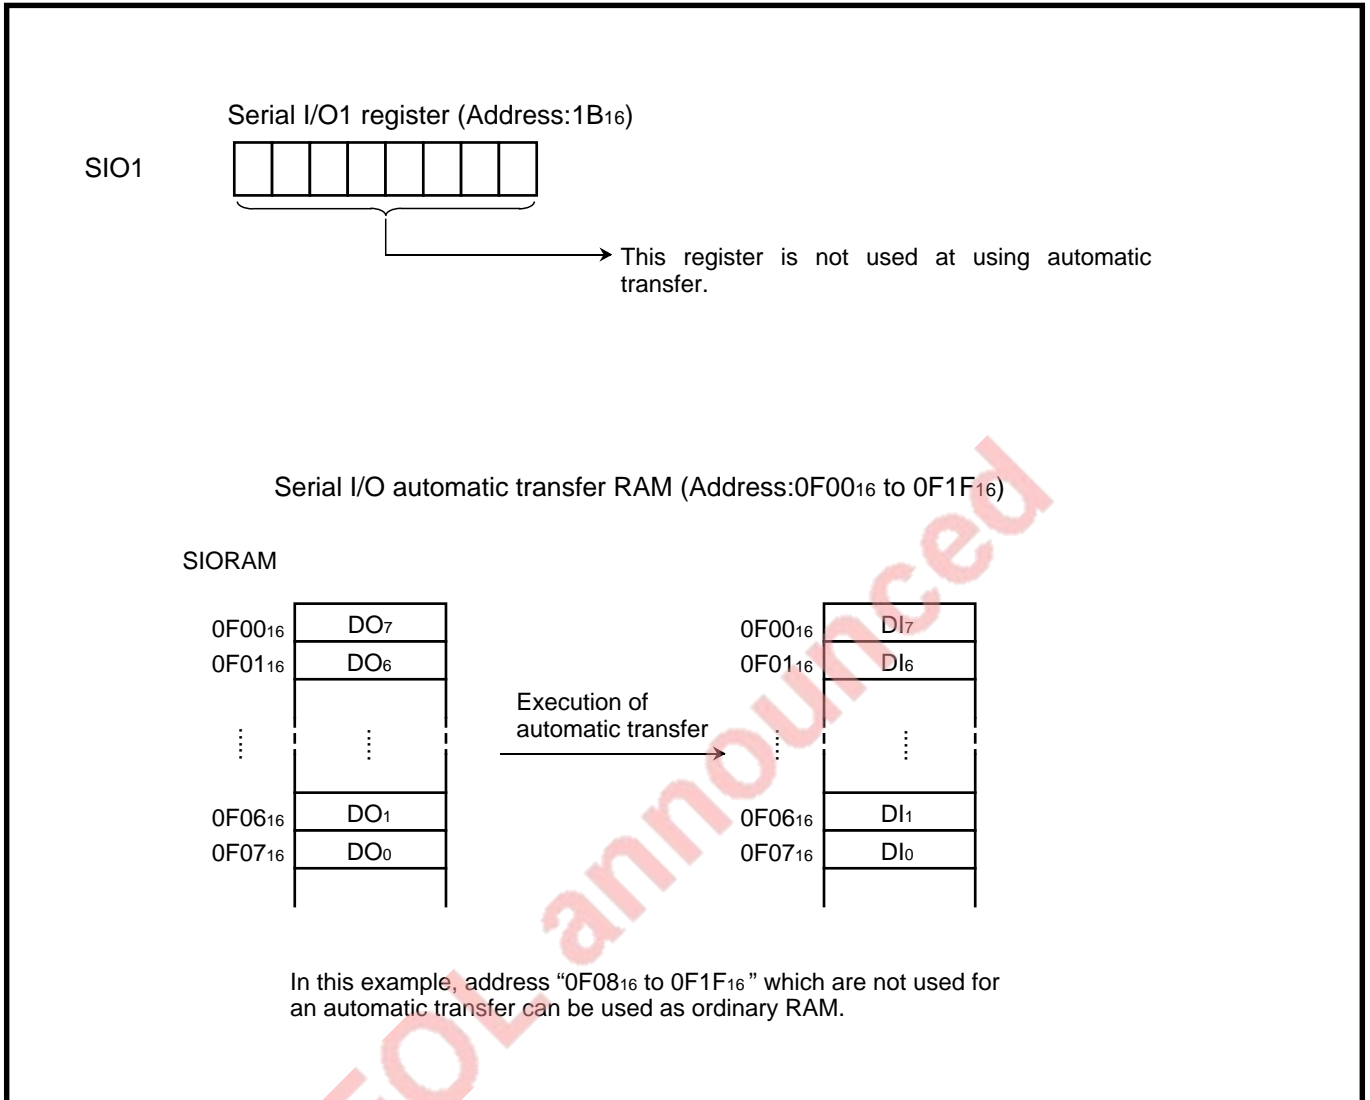 Serial I/O1 register (Address:1B16)
SIO1
This register is not used at using automatic
transfer.
Serial I/O automatic transfer RAM (Address:0F0016 to 0F1F16)
SIORAM
0F0016 DO7
0F0116 DO6
0F0616 DO1
0F0716 DO0
Execution of
automatic transfer
0F0016 DI7
0F0116 DI6
0F0616 DI1
0F0716 DI0
In this example, address “0F0816 to 0F1F16” which are not used for
an automatic transfer can be used as ordinary RAM.
EOL announced